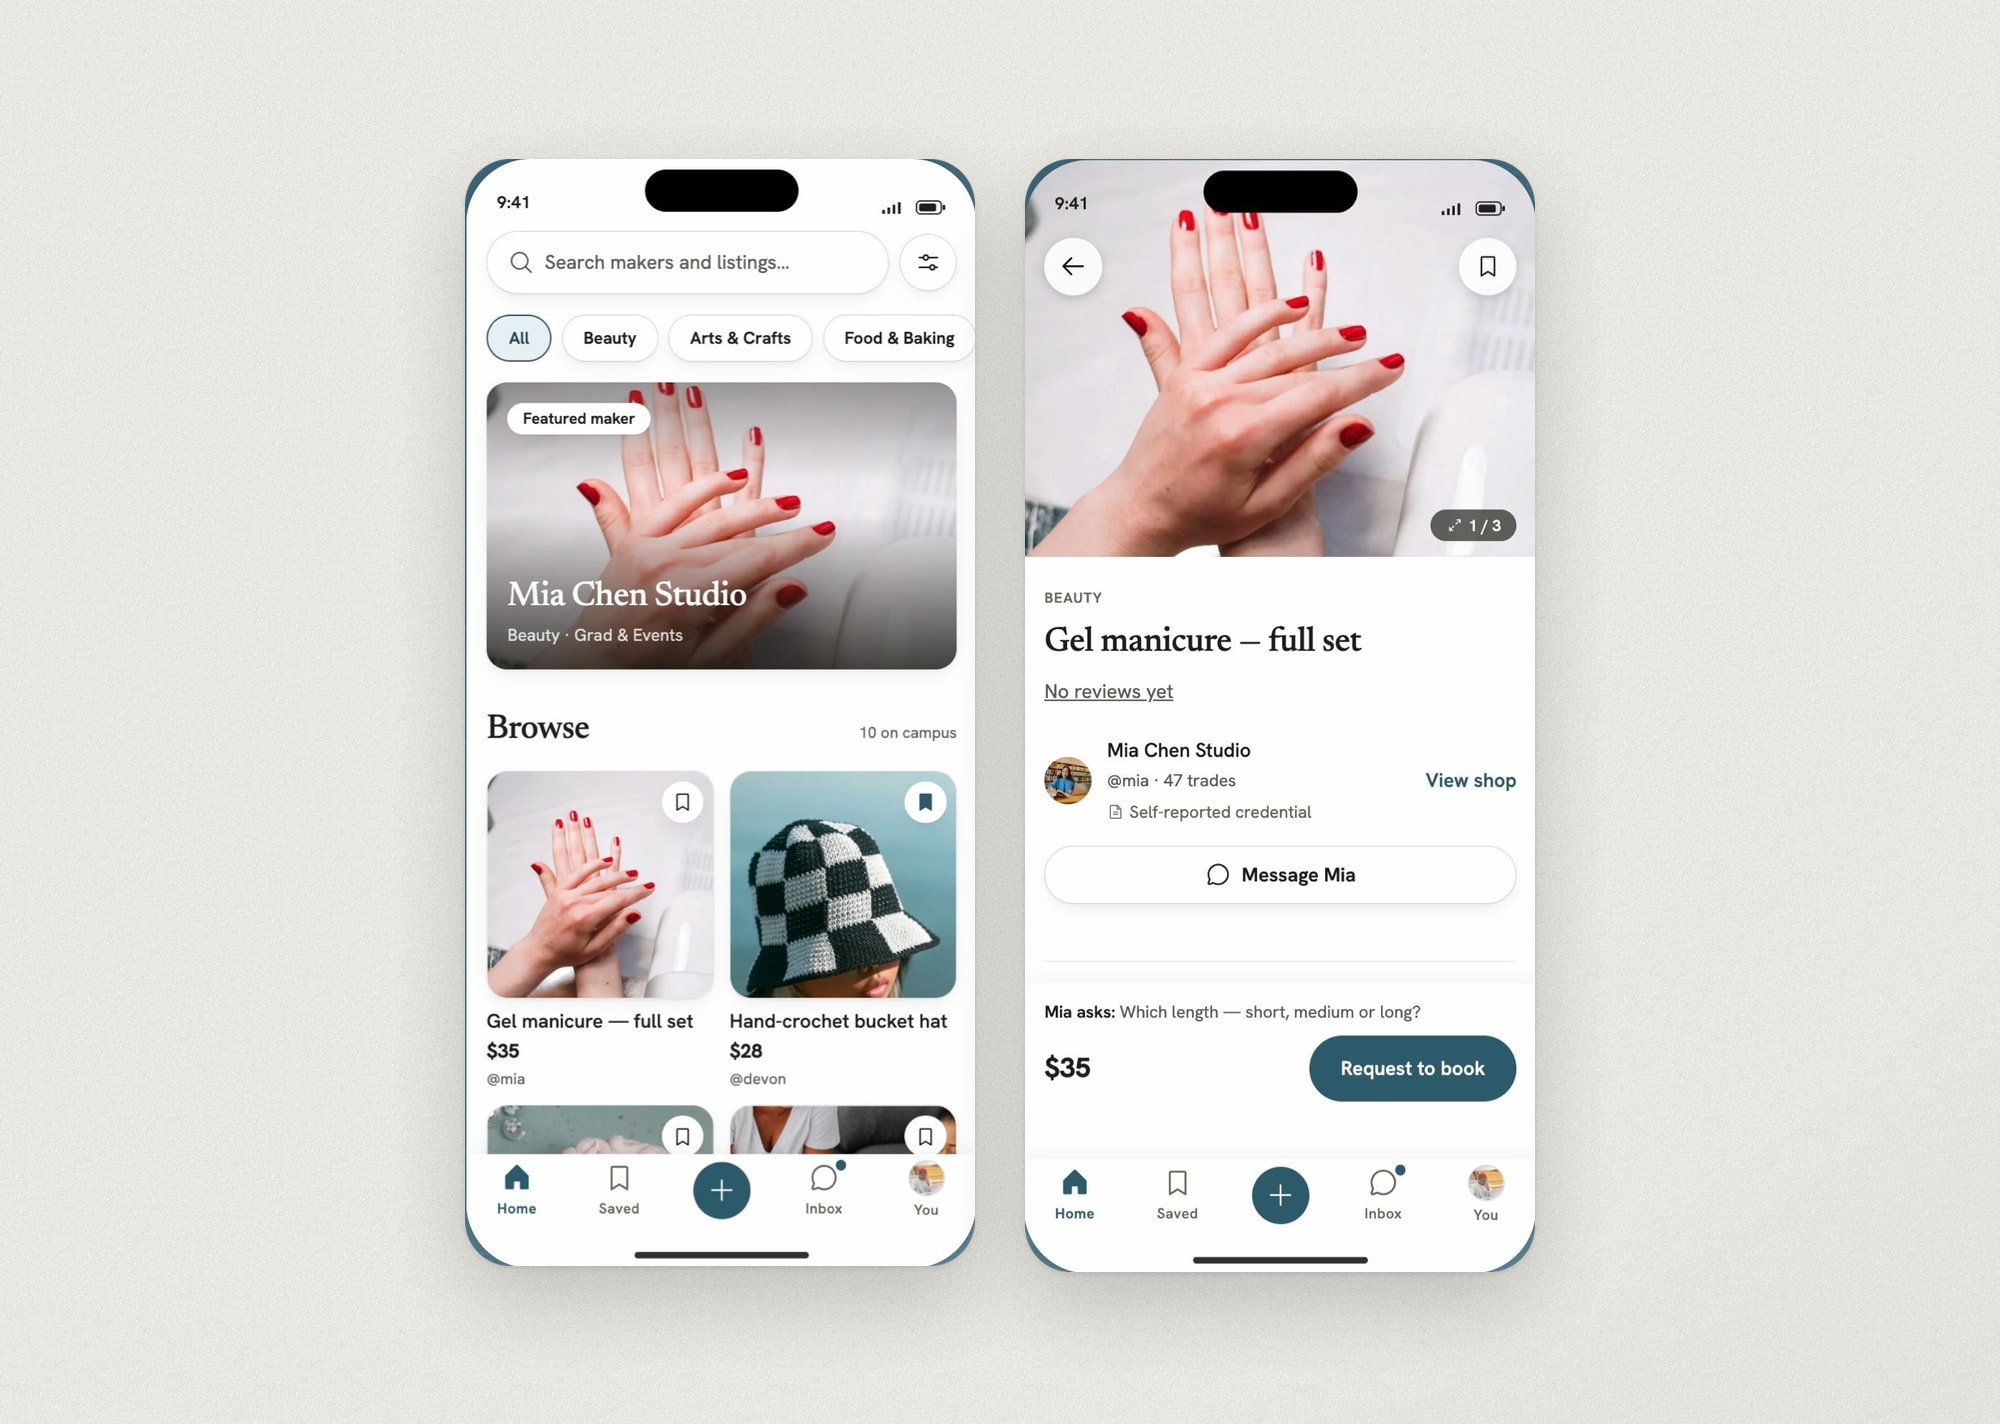 9:41
Search makers and listings...
All
Beauty
Arts & Crafts
Food & Baking
Featured maker
Mia Chen Studio
Beauty · Grad & Events
Browse
10 on campus
Gel manicure — full set
$35
@mia
Hand-crochet bucket hat
$28
@devon
Home
Saved
Inbox
You
9:41
1 / 3
BEAUTY
Gel manicure — full set
No reviews yet
Mia Chen Studio
@mia · 47 trades
Self-reported credential
View shop
Message Mia
Mia asks: Which length — short, medium or long?
$35
Request to book
Home
Saved
Inbox
You